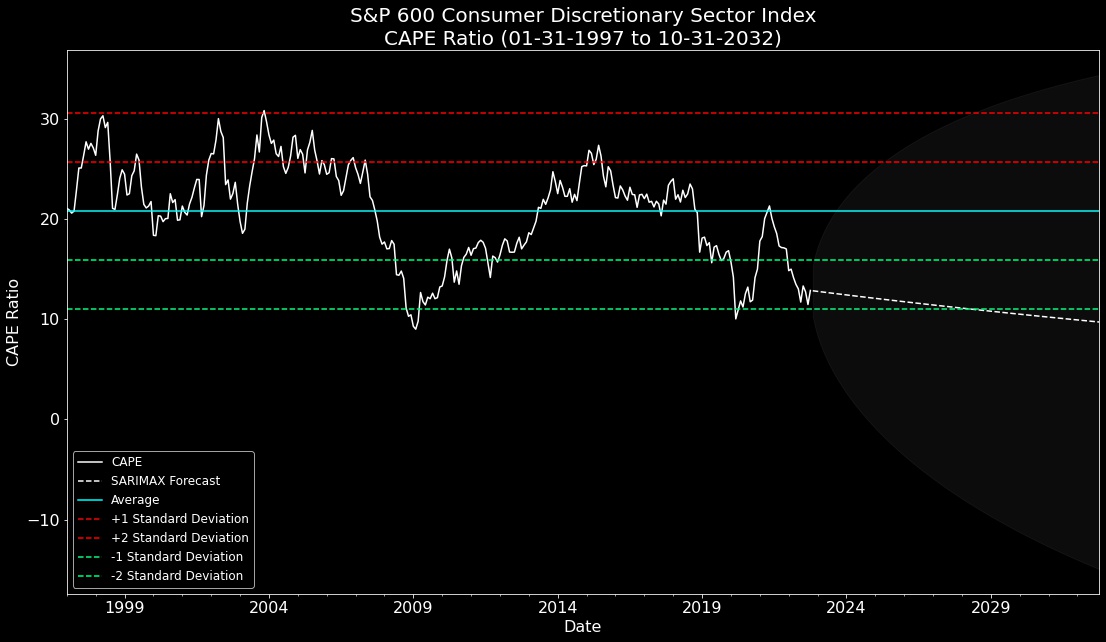 S&P 600 Consumer Discretionary Sector Index
CAPE Ratio (01-31-1997 to 10-31-2032)
CAPE Ratio
30
20
10
0
−10
CAPE
SARIMAX Forecast
Average
+1 Standard Deviation
+2 Standard Deviation
-1 Standard Deviation
-2 Standard Deviation
1999 2004 2009 2014 2019 2024 2029
Date